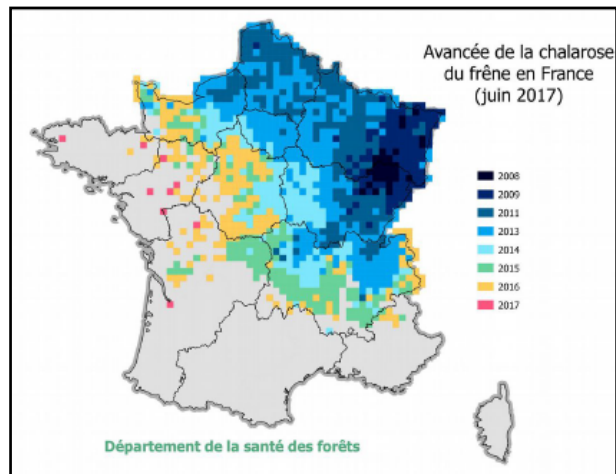 Avancée de la chalarose
du frêne en France
(juin 2017)
2008
2009
2011
2013
2014
2015
2016
2017
Département de la santé des forêts